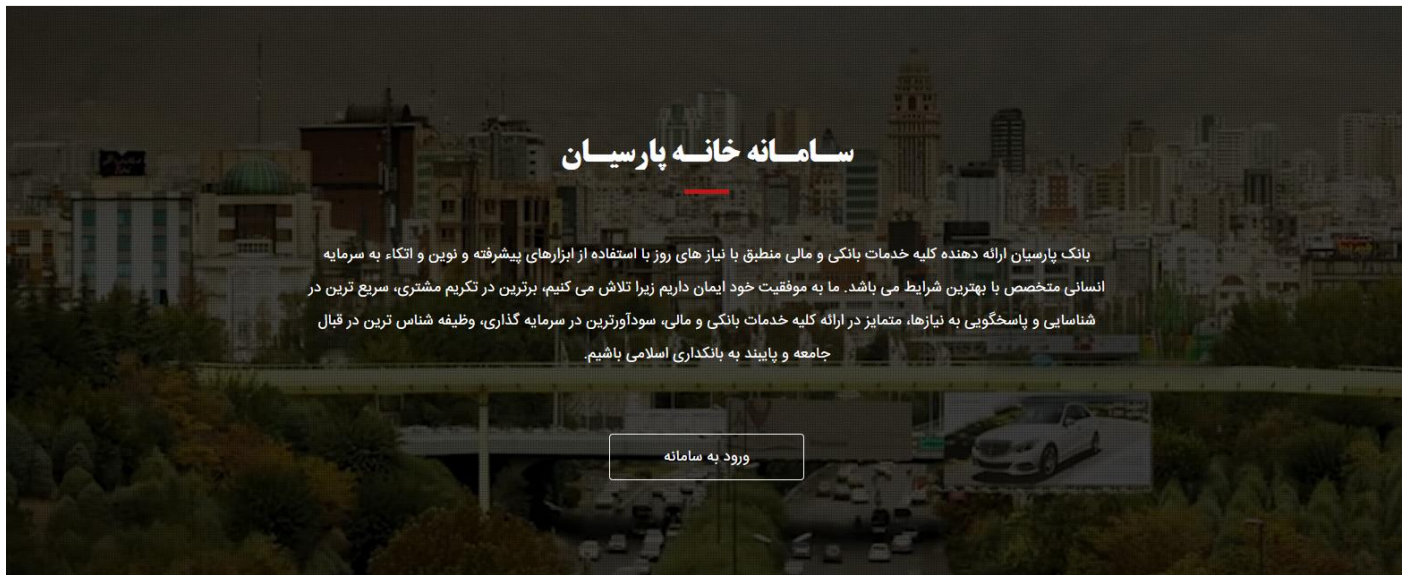 ســامــانه خانــه پارسیــان
بانک پارسیان ارائه دهنده کلیه خدمات بانکی و مالی منطبق با نیاز های روز با استفاده از ابزارهای پیشرفته و نوین و اتکاء به سرمایه
انسانی متخصص با بهترین شرایط می باشد. ما به موفقیت خود ایمان داریم زیرا تلاش می کنیم، برترین در تکریم مشتری، سریع ترین در
شناسایی و پاسخگویی به نیازها، متمایز در ارائه کلیه خدمات بانکی و مالی، سودآورترین در سرمایه گذاری، وظیفه شناس ترین در قبال
جامعه و پایبند به بانکداری اسلامی باشیم.
ورود به سامانه